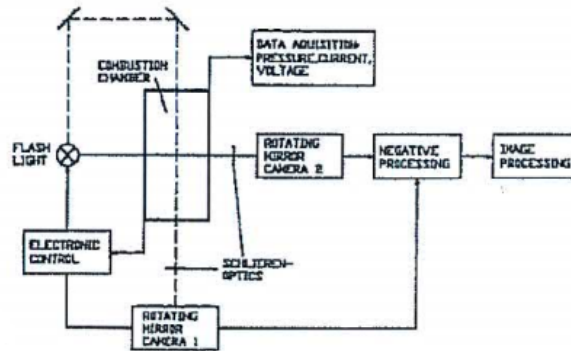 DATA AQUISITION
PRESSURE,CURRENT,
VOLTAGE
COMBUSTION
CHAMBER
FLASH
LIGHT
ROTATING
MIRROR
CAMERA 2
NEGATIVE
PROCESSING
IMAGE
PROCESSING
ELECTRONIC
CONTROL
SCHLIEREN-
OPTICS
ROTATING
MIRROR
CAMERA 1